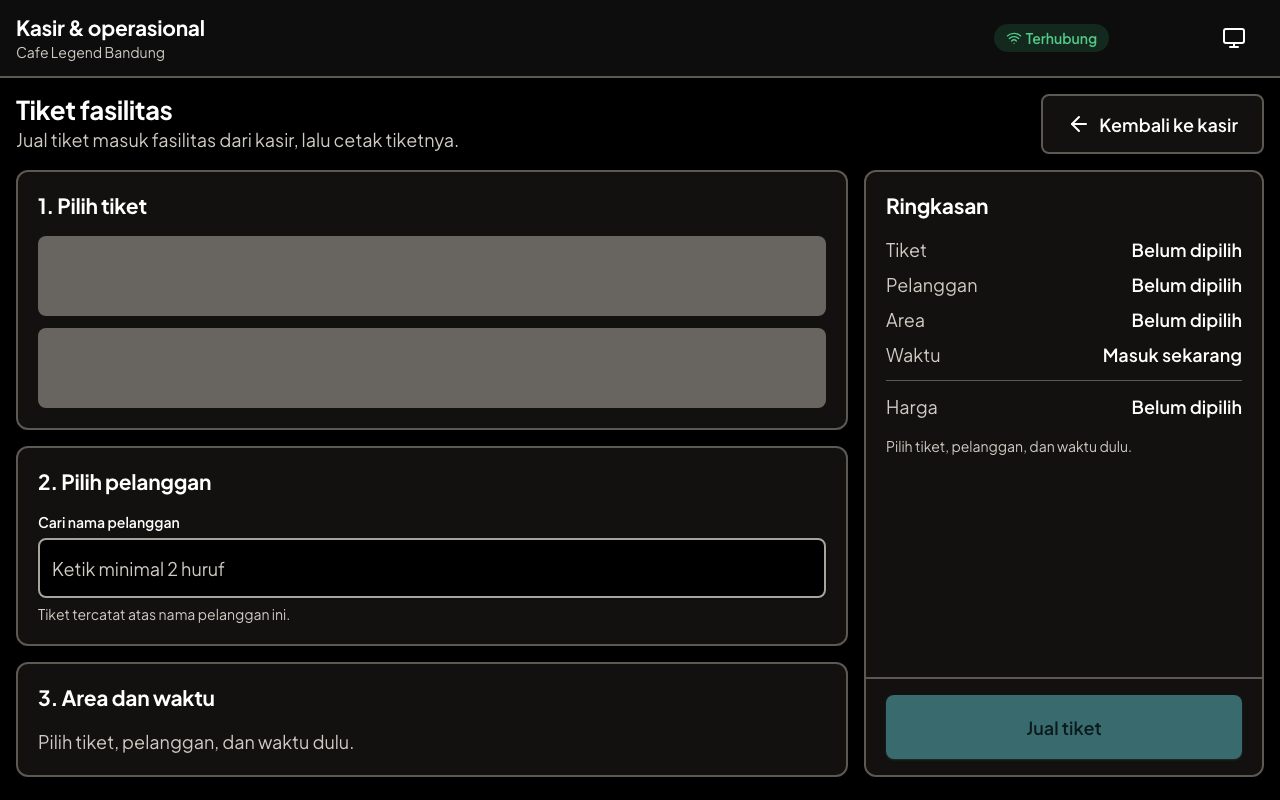 Kasir & operasional
Cafe Legend Bandung
Terhubung
Tiket fasilitas
Jual tiket masuk fasilitas dari kasir, lalu cetak tiketnya.
Kembali ke kasir
1. Pilih tiket
2. Pilih pelanggan
Cari nama pelanggan
Ketik minimal 2 huruf
Tiket tercatat atas nama pelanggan ini.
3. Area dan waktu
Pilih tiket, pelanggan, dan waktu dulu.
Ringkasan
Tiket Belum dipilih
Pelanggan Belum dipilih
Area Belum dipilih
Waktu Masuk sekarang
Harga Belum dipilih
Pilih tiket, pelanggan, dan waktu dulu.
Jual tiket